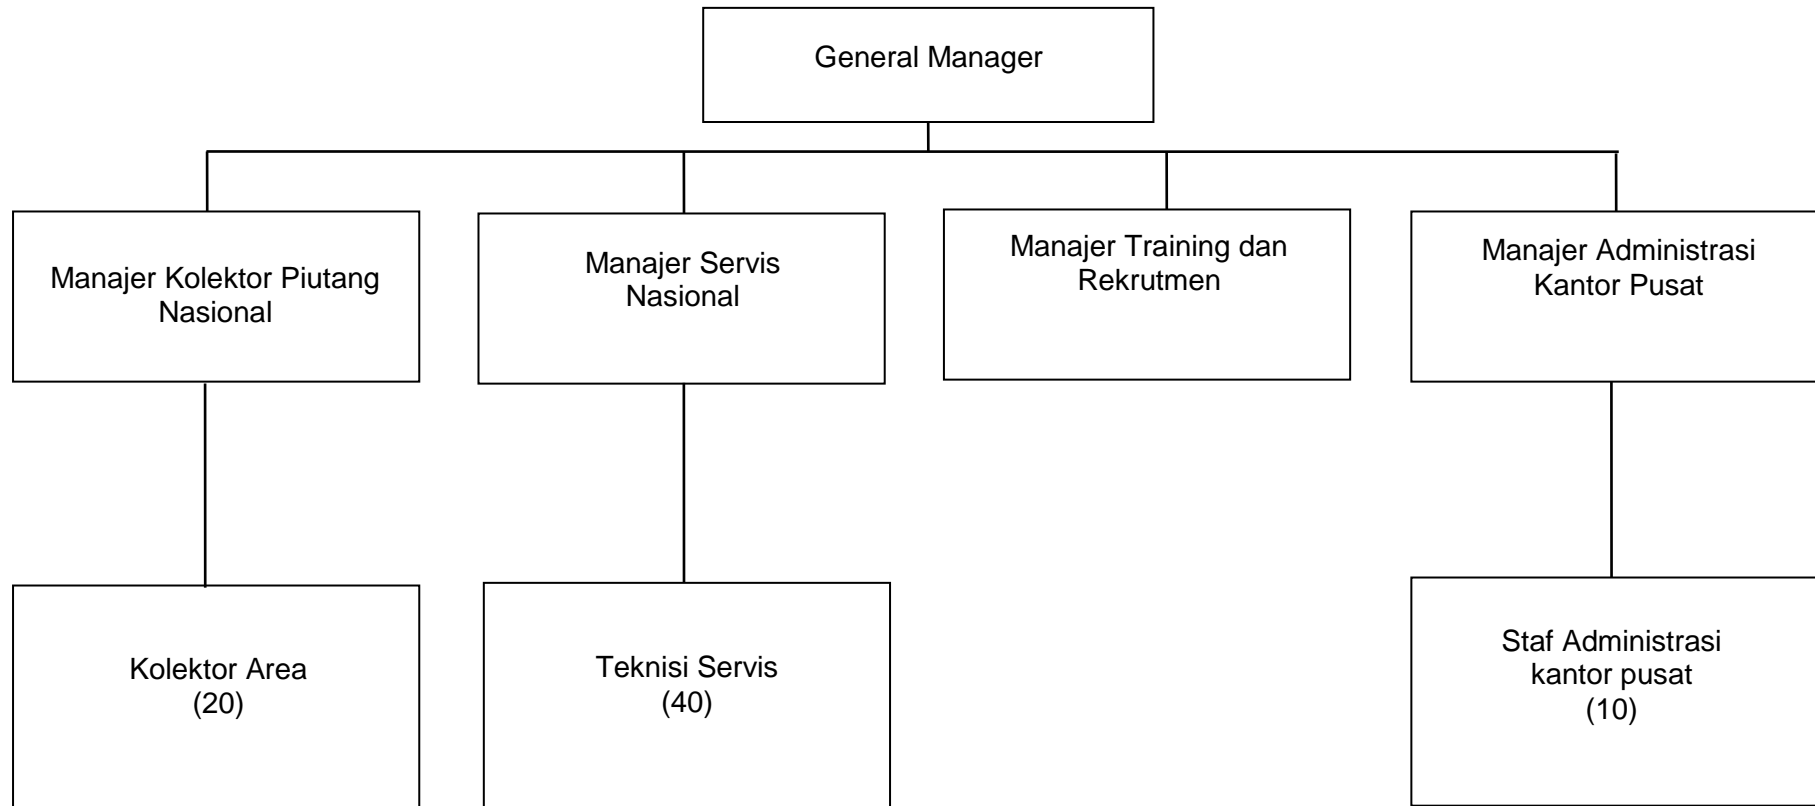 General Manager
Manajer Kolektor Piutang
Nasional
Manajer Servis
Nasional
Manajer Training dan
Rekrutmen
Manajer Administrasi
Kantor Pusat
Kolektor Area
(20)
Teknisi Servis
(40)
Staf Administrasi
kantor pusat
(10)